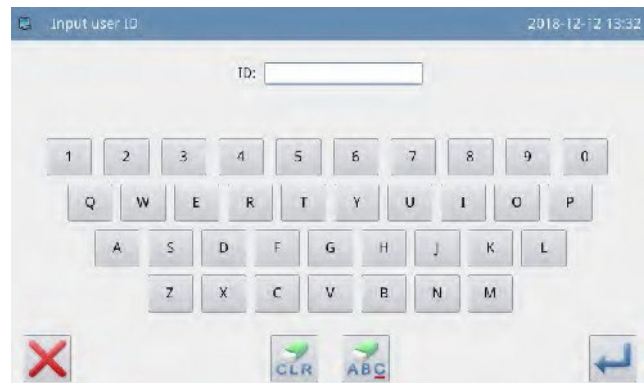 Input user ID 2018-12-12 13:32
ID:
1 2 3 4 5 6 7 8 9 0
Q W E R T Y U I O P
A S D F G H J K L
Z X C V B N M
CLR ABC